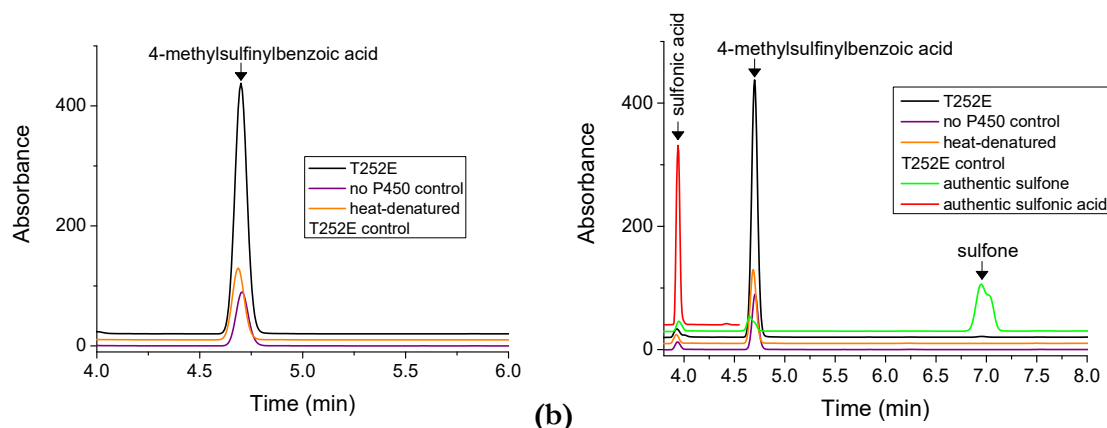 4-methylsulfinylbenzoic acid
400
200
0
Absorbance
T252E
no P450 control
heat-denatured
T252E control
4.0 4.5 5.0 5.5 6.0
Time (min)
(b)
sulfonic acid
4-methylsulfinylbenzoic acid
400
200
0
Absorbance
T252E
no P450 control
heat-denatured
T252E control
authentic sulfone
authentic sulfonic acid
sulfone
4.0 4.5 5.0 5.5 6.0 6.5 7.0 7.5 8.0
Time (min)